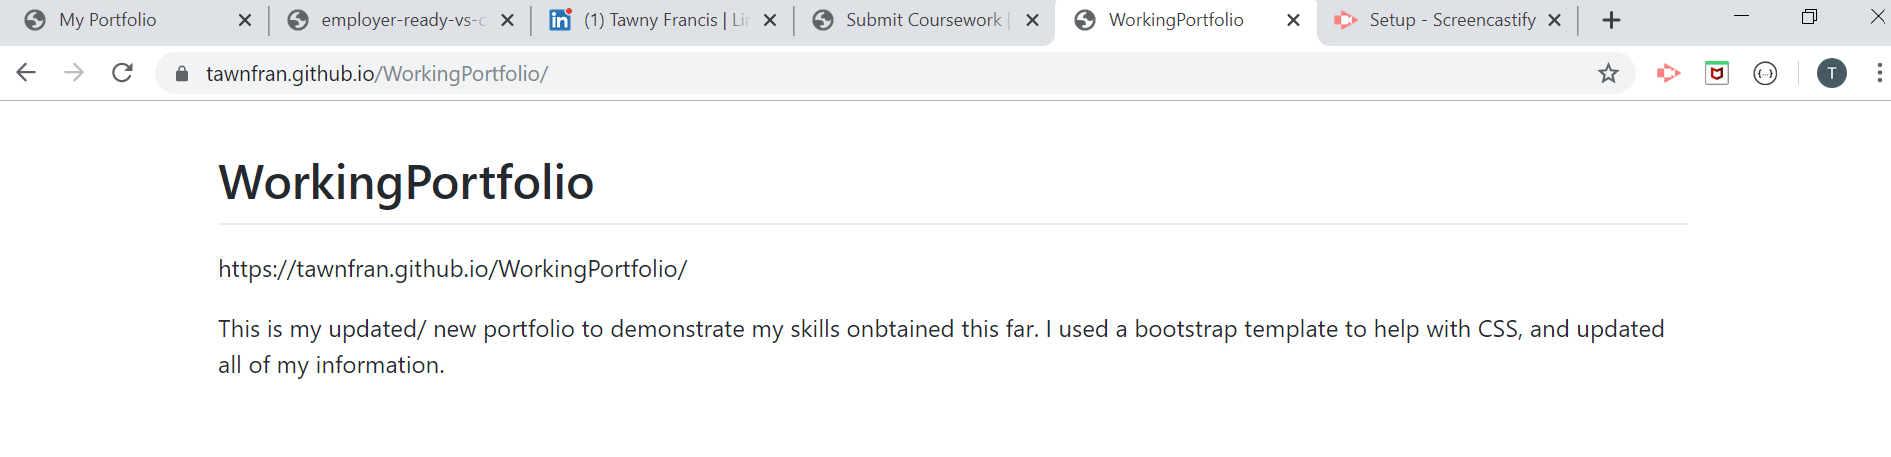 My Portfolio
employer-ready-vs-c
(1) Tawny Francis | Lin
Submit Coursework |
WorkingPortfolio
Setup - Screencastify
tawnfran.github.io/WorkingPortfolio/
T
WorkingPortfolio
https://tawnfran.github.io/WorkingPortfolio/
This is my updated/ new portfolio to demonstrate my skills onbtained this far. I used a bootstrap template to help with CSS, and updated
all of my information.